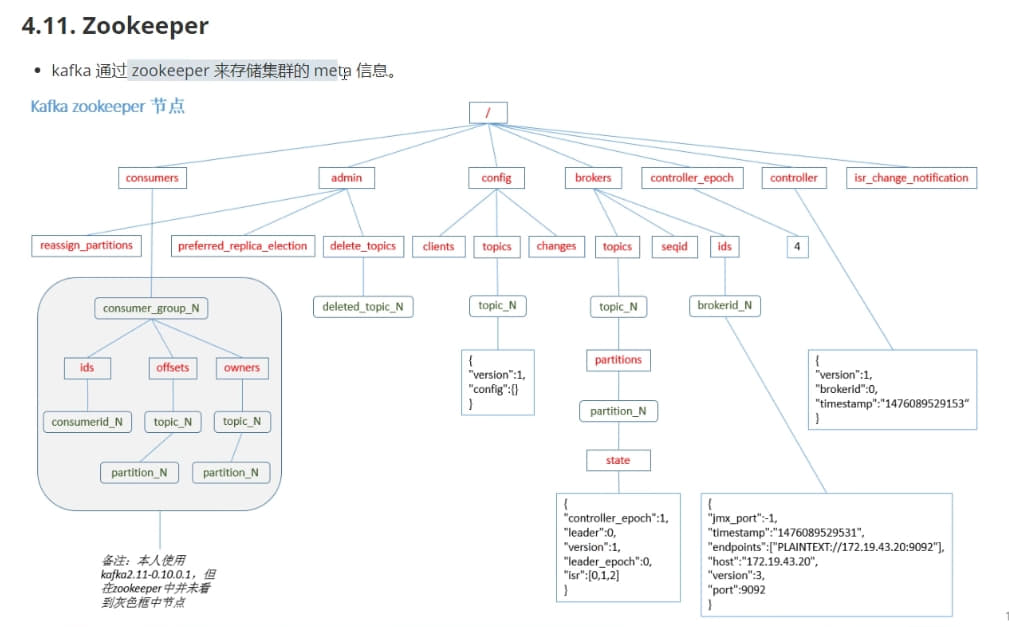 4.11. Zookeeper
• kafka 通过 zookeeper 来存储集群的 meta 信息。
Kafka zookeeper 节点
/
consumers
admin
config
brokers
controller_epoch
controller
isr_change_notification
reassign_partitions
preferred_replica_election
delete_topics
clients
topics
changes
topics
seqid
ids
4
consumer_group_N
deleted_topic_N
topic_N
topic_N
brokerid_N
ids
offsets
owners
{
"version":1,
"config":{}
}
partitions
{
"version":1,
"brokerid":0,
"timestamp":"1476089529153"
}
consumerid_N
topic_N
topic_N
partition_N
partition_N
partition_N
state
{
"controller_epoch":1,
"leader":0,
"version":1,
"leader_epoch":0,
"isr":[0,1,2]
}
{
"jmx_port":-1,
"timestamp":"1476089529531",
"endpoints":["PLAINTEXT://172.19.43.20:9092"],
"host":"172.19.43.20",
"version":3,
"port":9092
}
备注：本人使用
kafka2.11-0.10.0.1，但
在zookeeper中并未看
到灰色框中节点